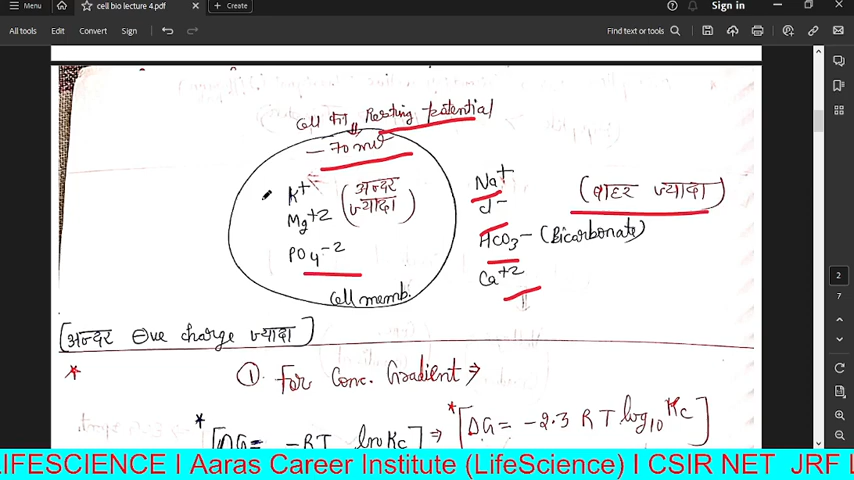 Menu
cell bio lecture 4.pdf
Create
Sign in
All tools Edit Convert Sign
Find text or tools
cell का Resting potential
- 70 mV
K+
Mg+2
PO4-2
(अन्दर ज्यादा)
cell memb.
Na+
Cl-
HCO3- (Bicarbonate)
Ca+2
(बाहर ज्यादा)
[अन्दर ⊖ve charge ज्यादा]
① For Conc. Gradient ⇒
[ΔG= -RT lnKc] ⇒ [ΔG= -2.3 RT log10 Kc]
2
7
LIFESCIENCE I Aaras Career Institute (LifeScience) I CSIR NET JRF L